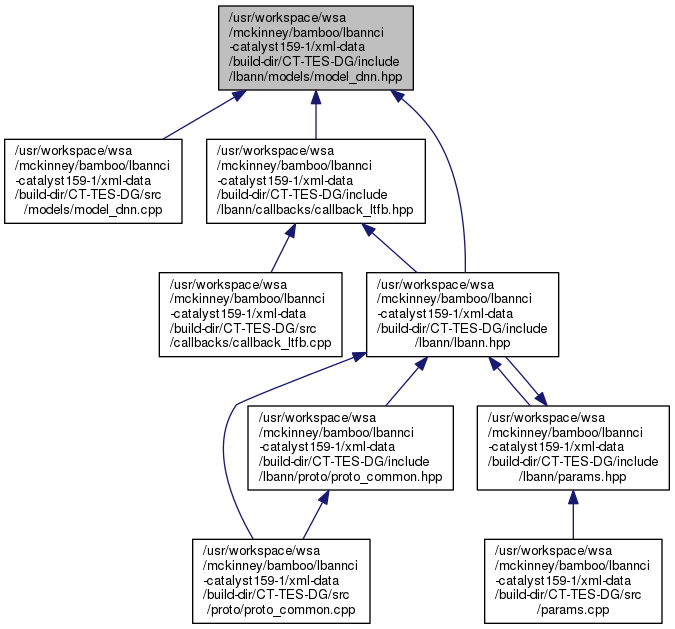 /usr/workspace/wsa
/mckinney/bamboo/lbannci
-catalyst159-1/xml-data
/build-dir/CT-TES-DG/include
/lbann/models/model_dnn.hpp
/usr/workspace/wsa
/mckinney/bamboo/lbannci
-catalyst159-1/xml-data
/build-dir/CT-TES-DG/src
/models/model_dnn.cpp
/usr/workspace/wsa
/mckinney/bamboo/lbannci
-catalyst159-1/xml-data
/build-dir/CT-TES-DG/include
/lbann/callbacks/callback_ltfb.hpp
/usr/workspace/wsa
/mckinney/bamboo/lbannci
-catalyst159-1/xml-data
/build-dir/CT-TES-DG/src
/callbacks/callback_ltfb.cpp
/usr/workspace/wsa
/mckinney/bamboo/lbannci
-catalyst159-1/xml-data
/build-dir/CT-TES-DG/include
/lbann/lbann.hpp
/usr/workspace/wsa
/mckinney/bamboo/lbannci
-catalyst159-1/xml-data
/build-dir/CT-TES-DG/include
/lbann/proto/proto_common.hpp
/usr/workspace/wsa
/mckinney/bamboo/lbannci
-catalyst159-1/xml-data
/build-dir/CT-TES-DG/include
/lbann/params.hpp
/usr/workspace/wsa
/mckinney/bamboo/lbannci
-catalyst159-1/xml-data
/build-dir/CT-TES-DG/src
/proto/proto_common.cpp
/usr/workspace/wsa
/mckinney/bamboo/lbannci
-catalyst159-1/xml-data
/build-dir/CT-TES-DG/src
/params.cpp